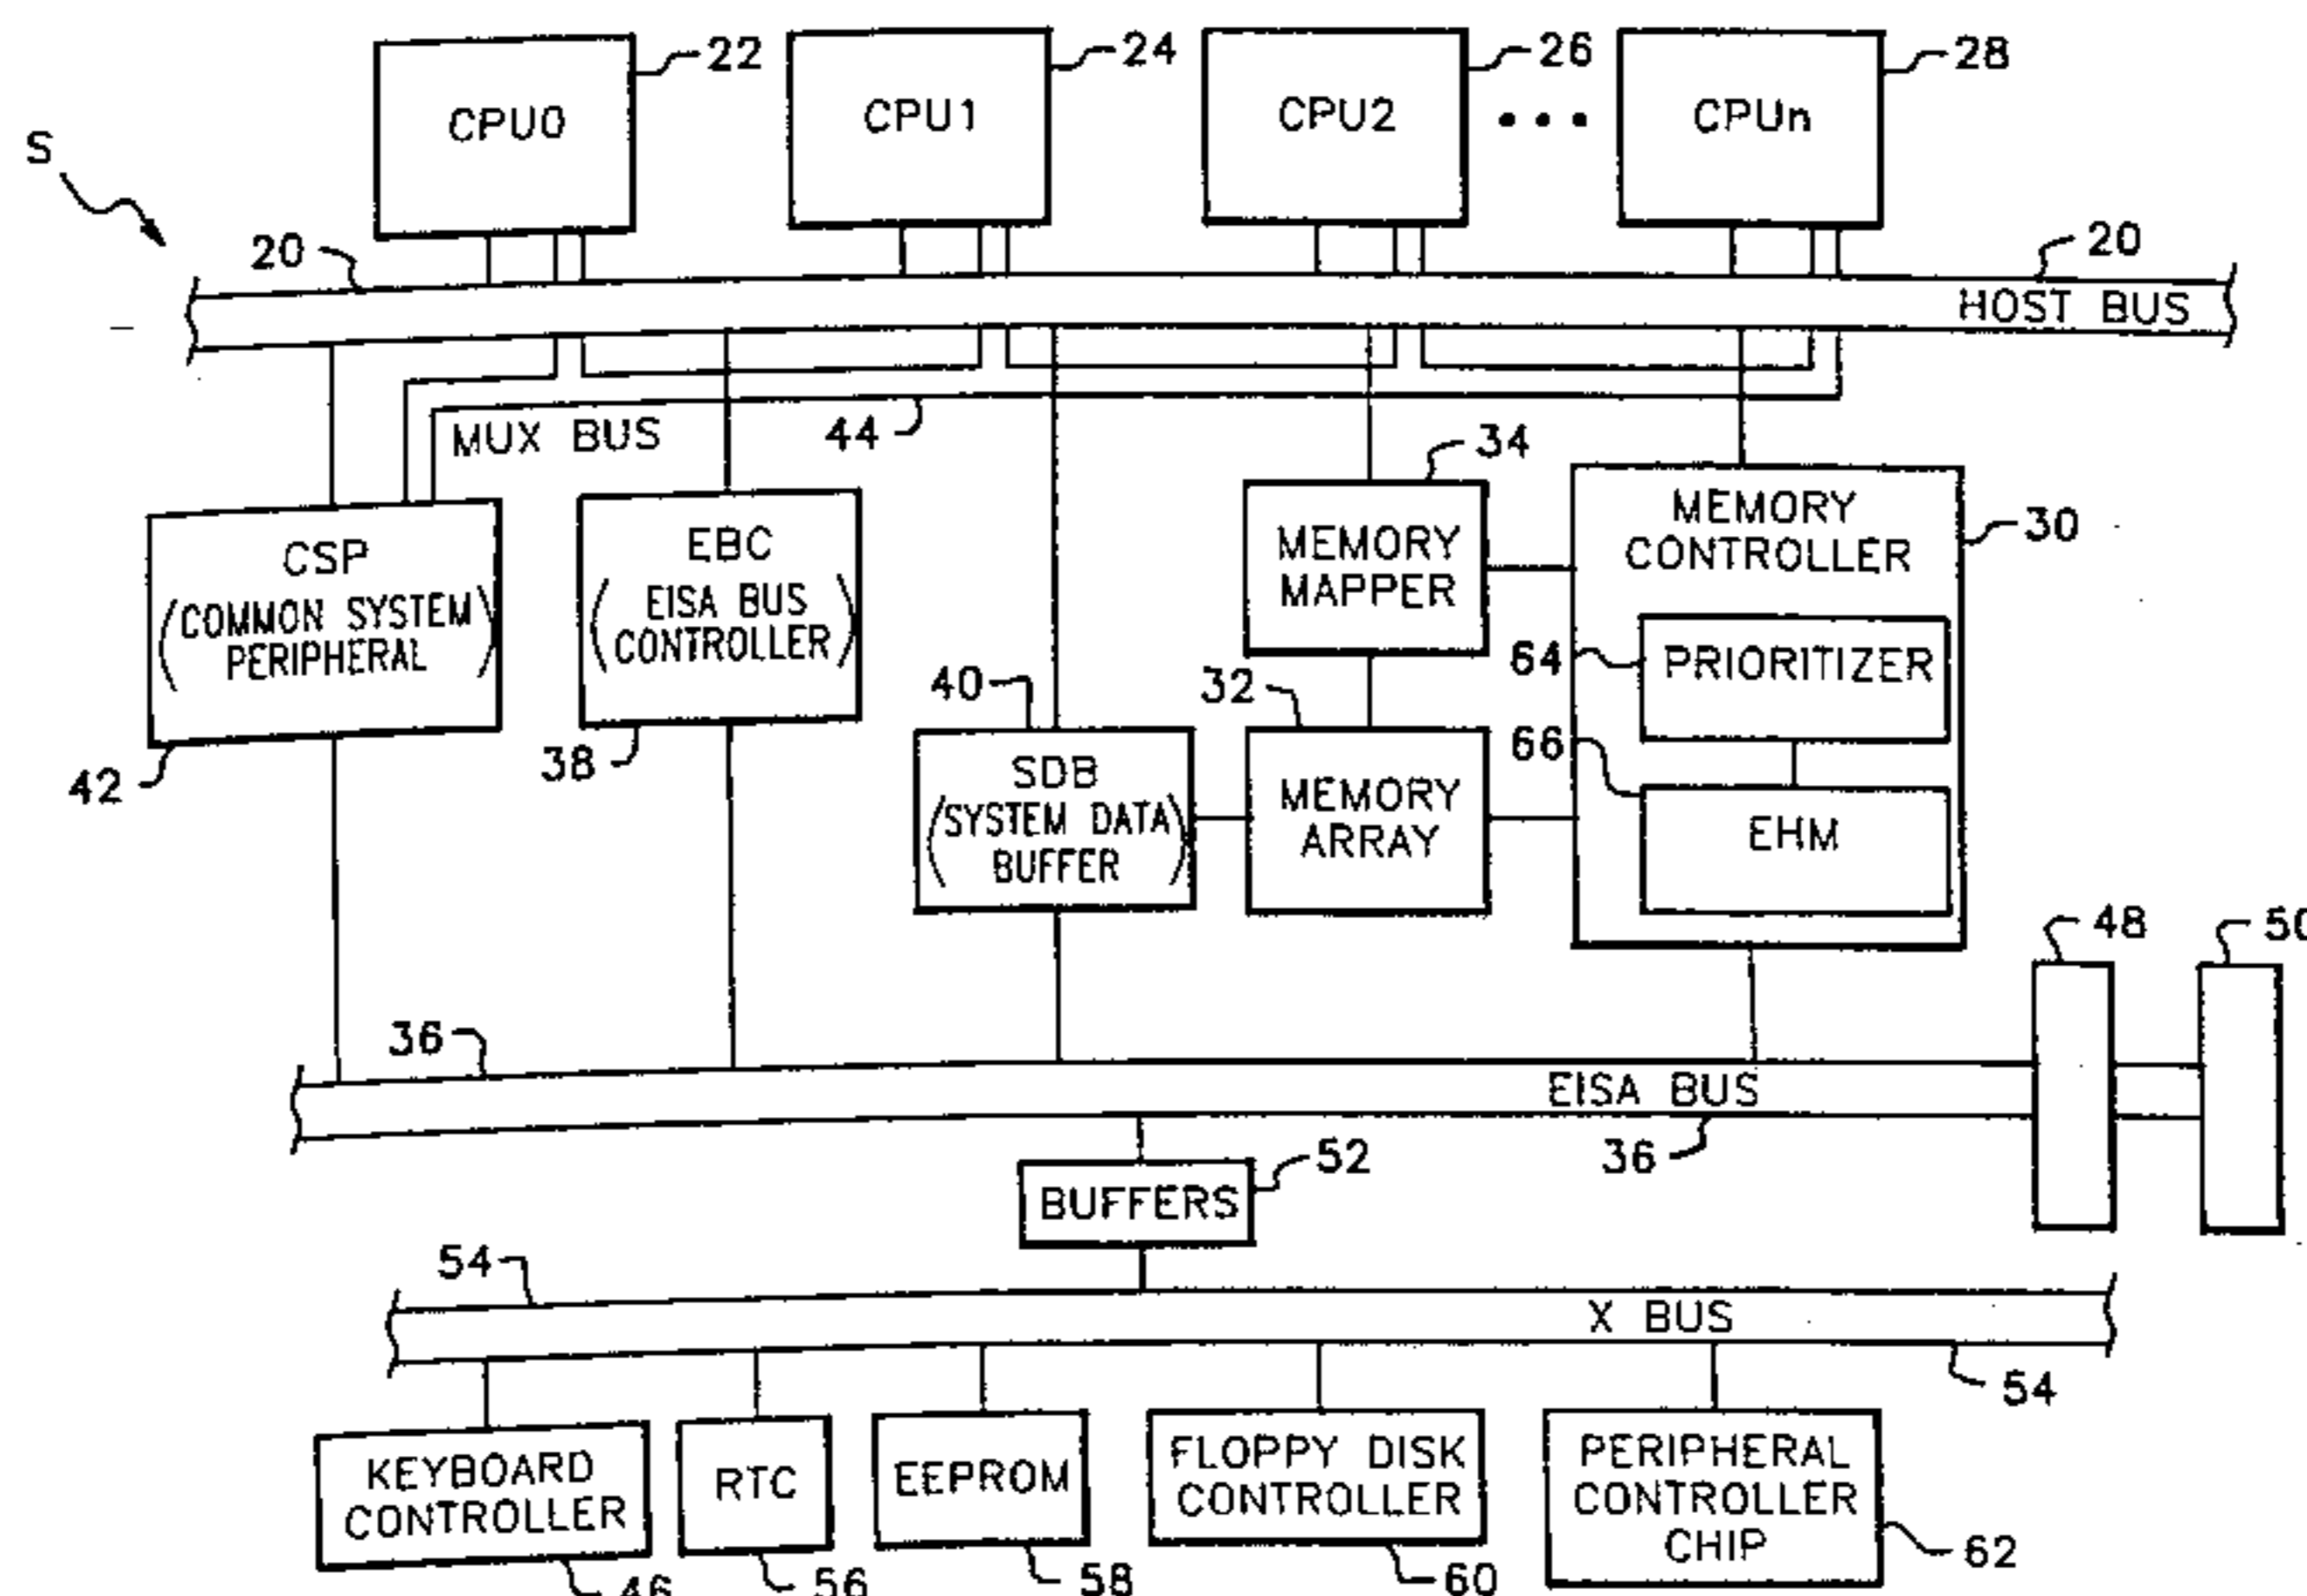 22
24
26
28
CPU0
CPU1
CPU2
CPUn
S
20
20
HOST BUS
MUX BUS
44
34
MEMORY
CONTROLLER
30
CSP
(COMMON SYSTEM
PERIPHERAL)
EBC
(EISA BUS
CONTROLLER)
MEMORY
MAPPER
64
PRIORITIZER
40
32
42
38
66
SDB
(SYSTEM DATA
BUFFER)
MEMORY
ARRAY
EHM
48
50
36
EISA BUS
36
52
BUFFERS
54
X BUS
54
KEYBOARD
CONTROLLER
RTC
EEPROM
FLOPPY DISK
CONTROLLER
PERIPHERAL
CONTROLLER
CHIP
46
56
58
60
62